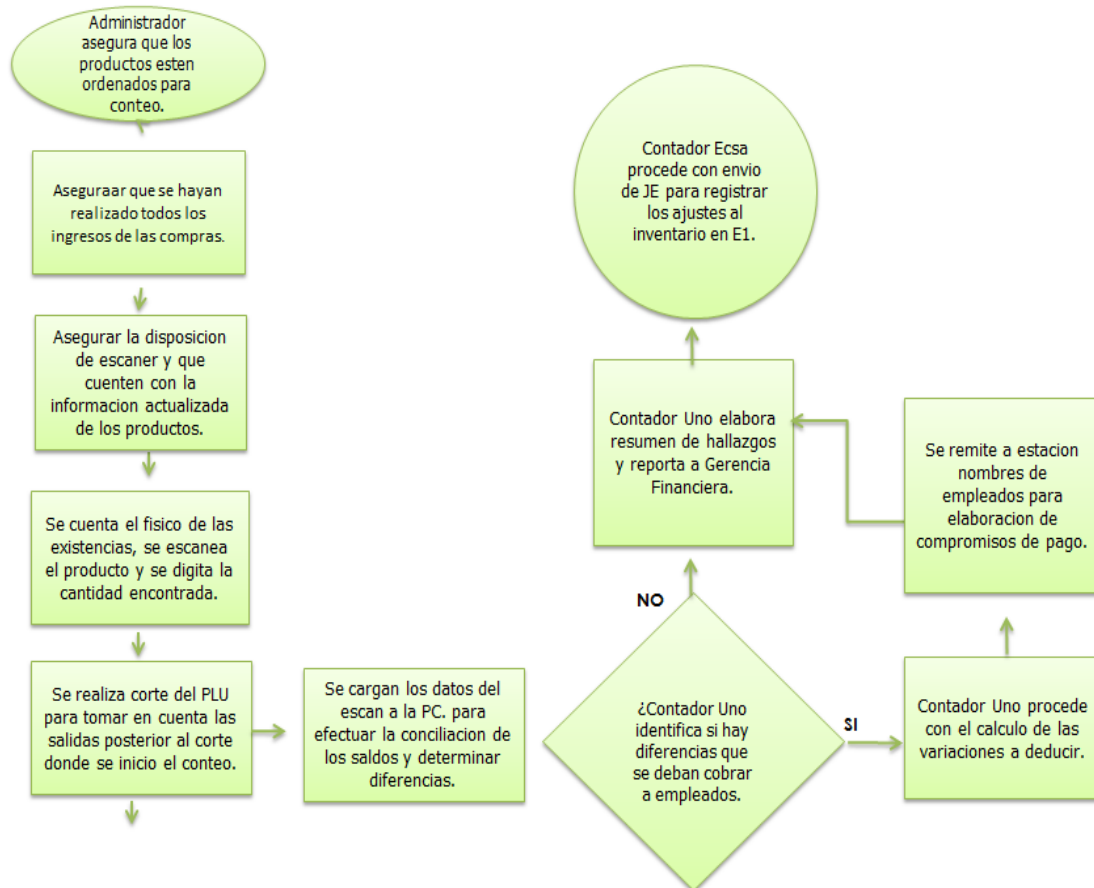 Administrador
asegura que los
productos esten
ordenados para
conteo.
Aseguraar que se hayan
realizado todos los
ingresos de las compras.
Asegurar la disposicion
de escaner y que
cuenten con la
informacion actualizada
de los productos.
Se cuenta el fisico de las
existencias, se escanea
el producto y se digita la
cantidad encontrada.
Se realiza corte del PLU
para tomar en cuenta las
salidas posterior al corte
donde se inicio el conteo.
Se cargan los datos del
escan a la PC. para
efectuar la conciliacion de
los saldos y determinar
diferencias.
¿Contador Uno
identifica si hay
diferencias que
se deban cobrar
a empleados.
NO
SI
Contador Uno procede
con el calculo de las
variaciones a deducir.
Se remite a estacion
nombres de
empleados para
elaboracion de
compromisos de pago.
Contador Uno elabora
resumen de hallazgos
y reporta a Gerencia
Financiera.
Contador Ecsa
procede con envio
de JE para registrar
los ajustes al
inventario en E1.